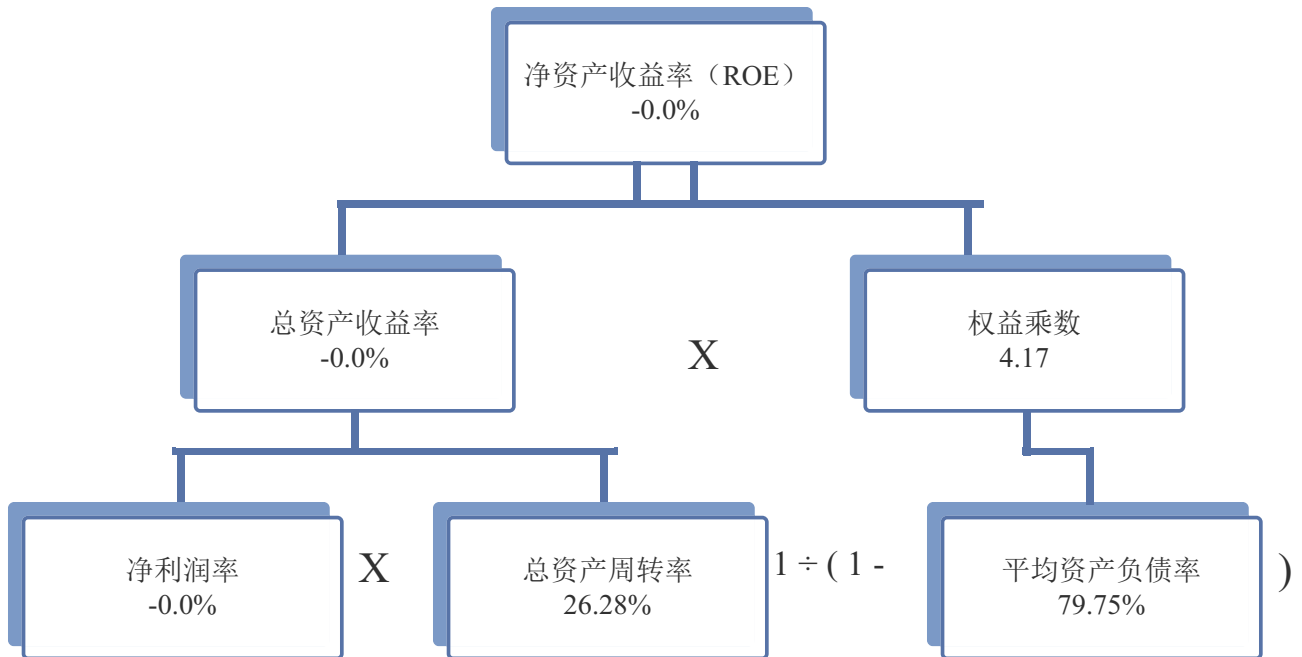 净资产收益率（ROE）
-0.0%
总资产收益率
-0.0%
X
权益乘数
4.17
净利润率
-0.0%
X
总资产周转率
26.28%
1 ÷ ( 1 -
平均资产负债率
79.75%
)